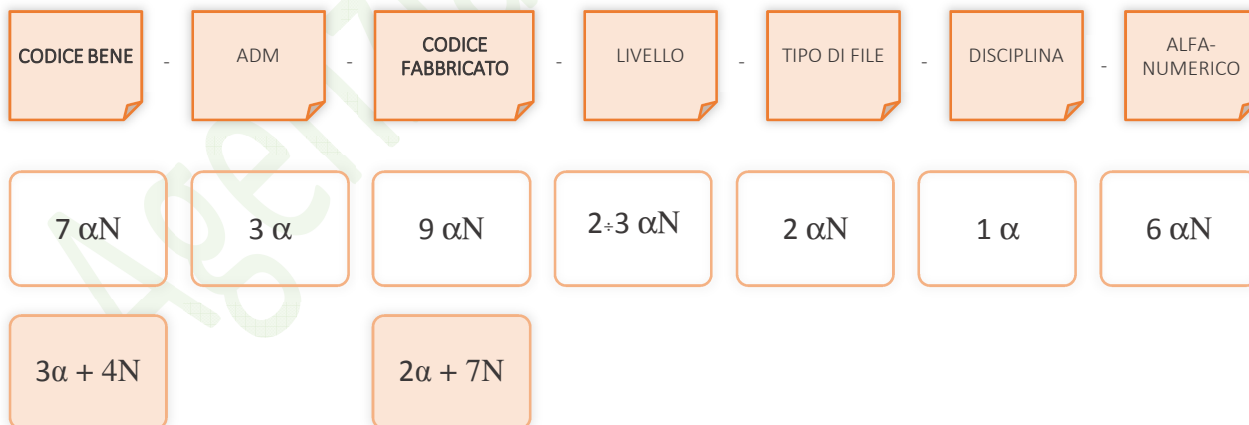 CODICE BENE - ADM - CODICE FABBRICATO - LIVELLO - TIPO DI FILE - DISCIPLINA - ALFA-NUMERICO
7 αN 3 α 9 αN 2÷3 αN 2 αN 1 α 6 αN
3α + 4N 2α + 7N